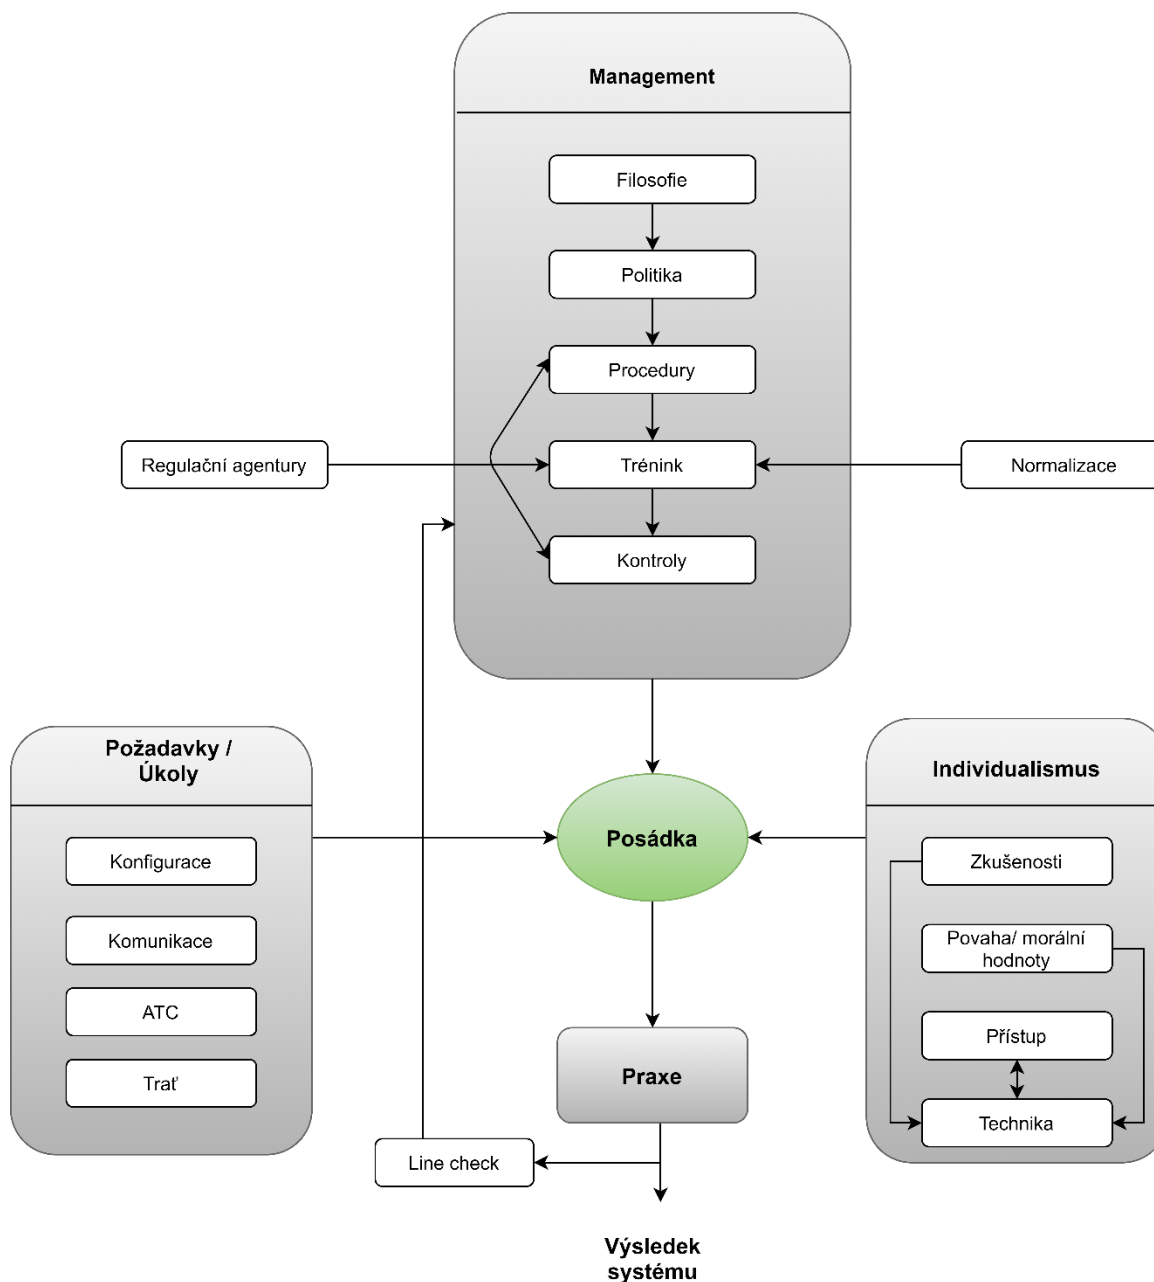 Management
Filosofie
Politika
Procedury
Regulační agentury
Trénink
Normalizace
Kontroly
Požadavky /
Úkoly
Konfigurace
Komunikace
ATC
Trať
Posádka
Individualismus
Zkušenosti
Povaha/ morální
hodnoty
Přístup
Technika
Praxe
Line check
Výsledek
systému